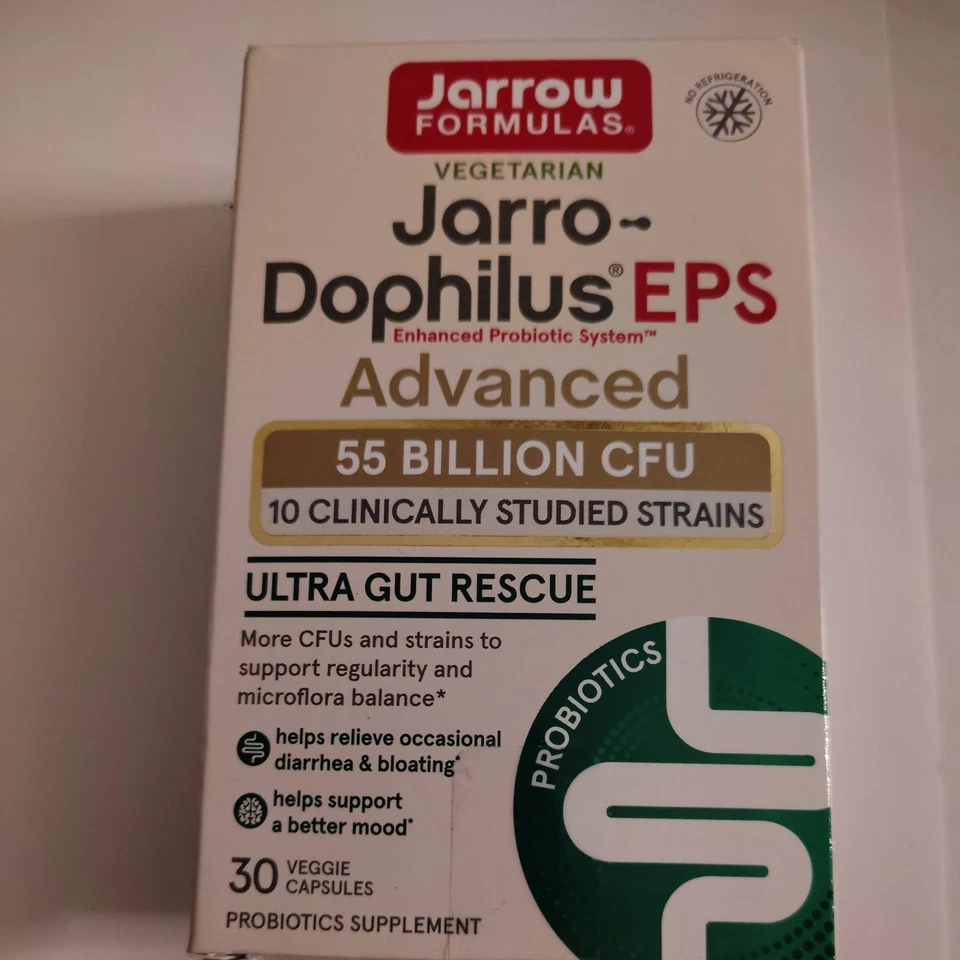 Jarrow
FORMULAS®
NO REFRIGERATION
VEGETARIAN
Jarro-
Dophilus® EPS
Enhanced Probiotic System™
Advanced
55 BILLION CFU
10 CLINICALLY STUDIED STRAINS
ULTRA GUT RESCUE
More CFUs and strains to
support regularity and
microflora balance*
helps relieve occasional
diarrhea & bloating*
helps support
a better mood*
PROBIOTICS
30 VEGGIE
CAPSULES
PROBIOTICS SUPPLEMENT